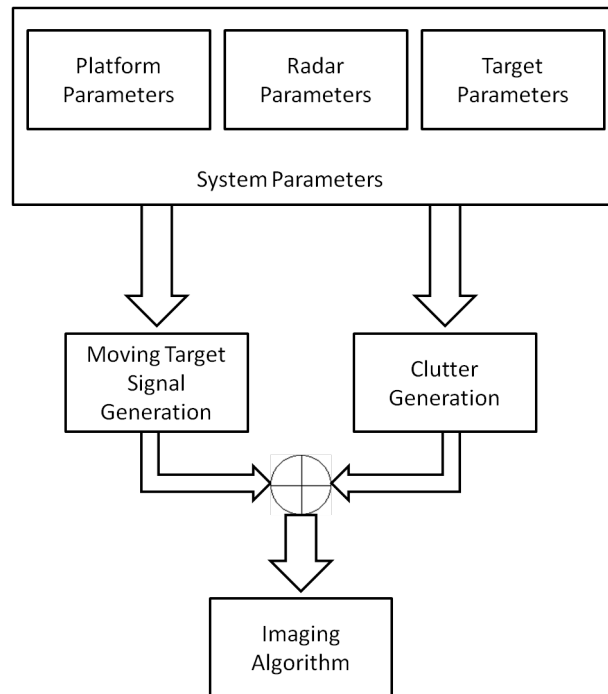 Platform
Parameters
Radar
Parameters
Target
Parameters
System Parameters
Moving Target
Signal
Generation
Clutter
Generation
Imaging
Algorithm